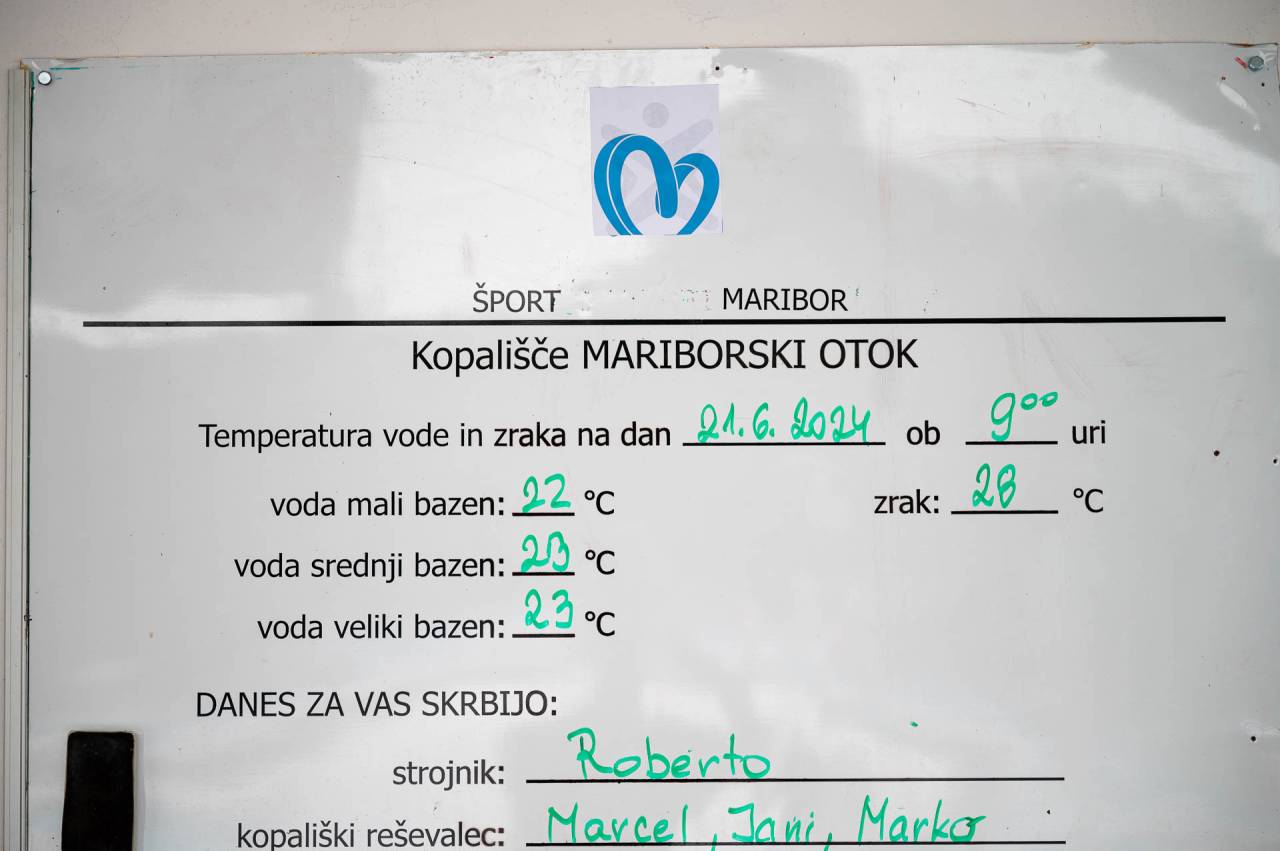 ŠPORT MARIBOR
Kopališče MARIBORSKI OTOK
Temperatura vode in zraka na dan 21.6.2024 ob 9⁰⁰ uri
voda mali bazen: 22 °C zrak: 28 °C
voda srednji bazen: 23 °C
voda veliki bazen: 23 °C
DANES ZA VAS SKRBIJO:
strojnik: Roberto
kopališki reševalec: Marcel, Jani, Marko